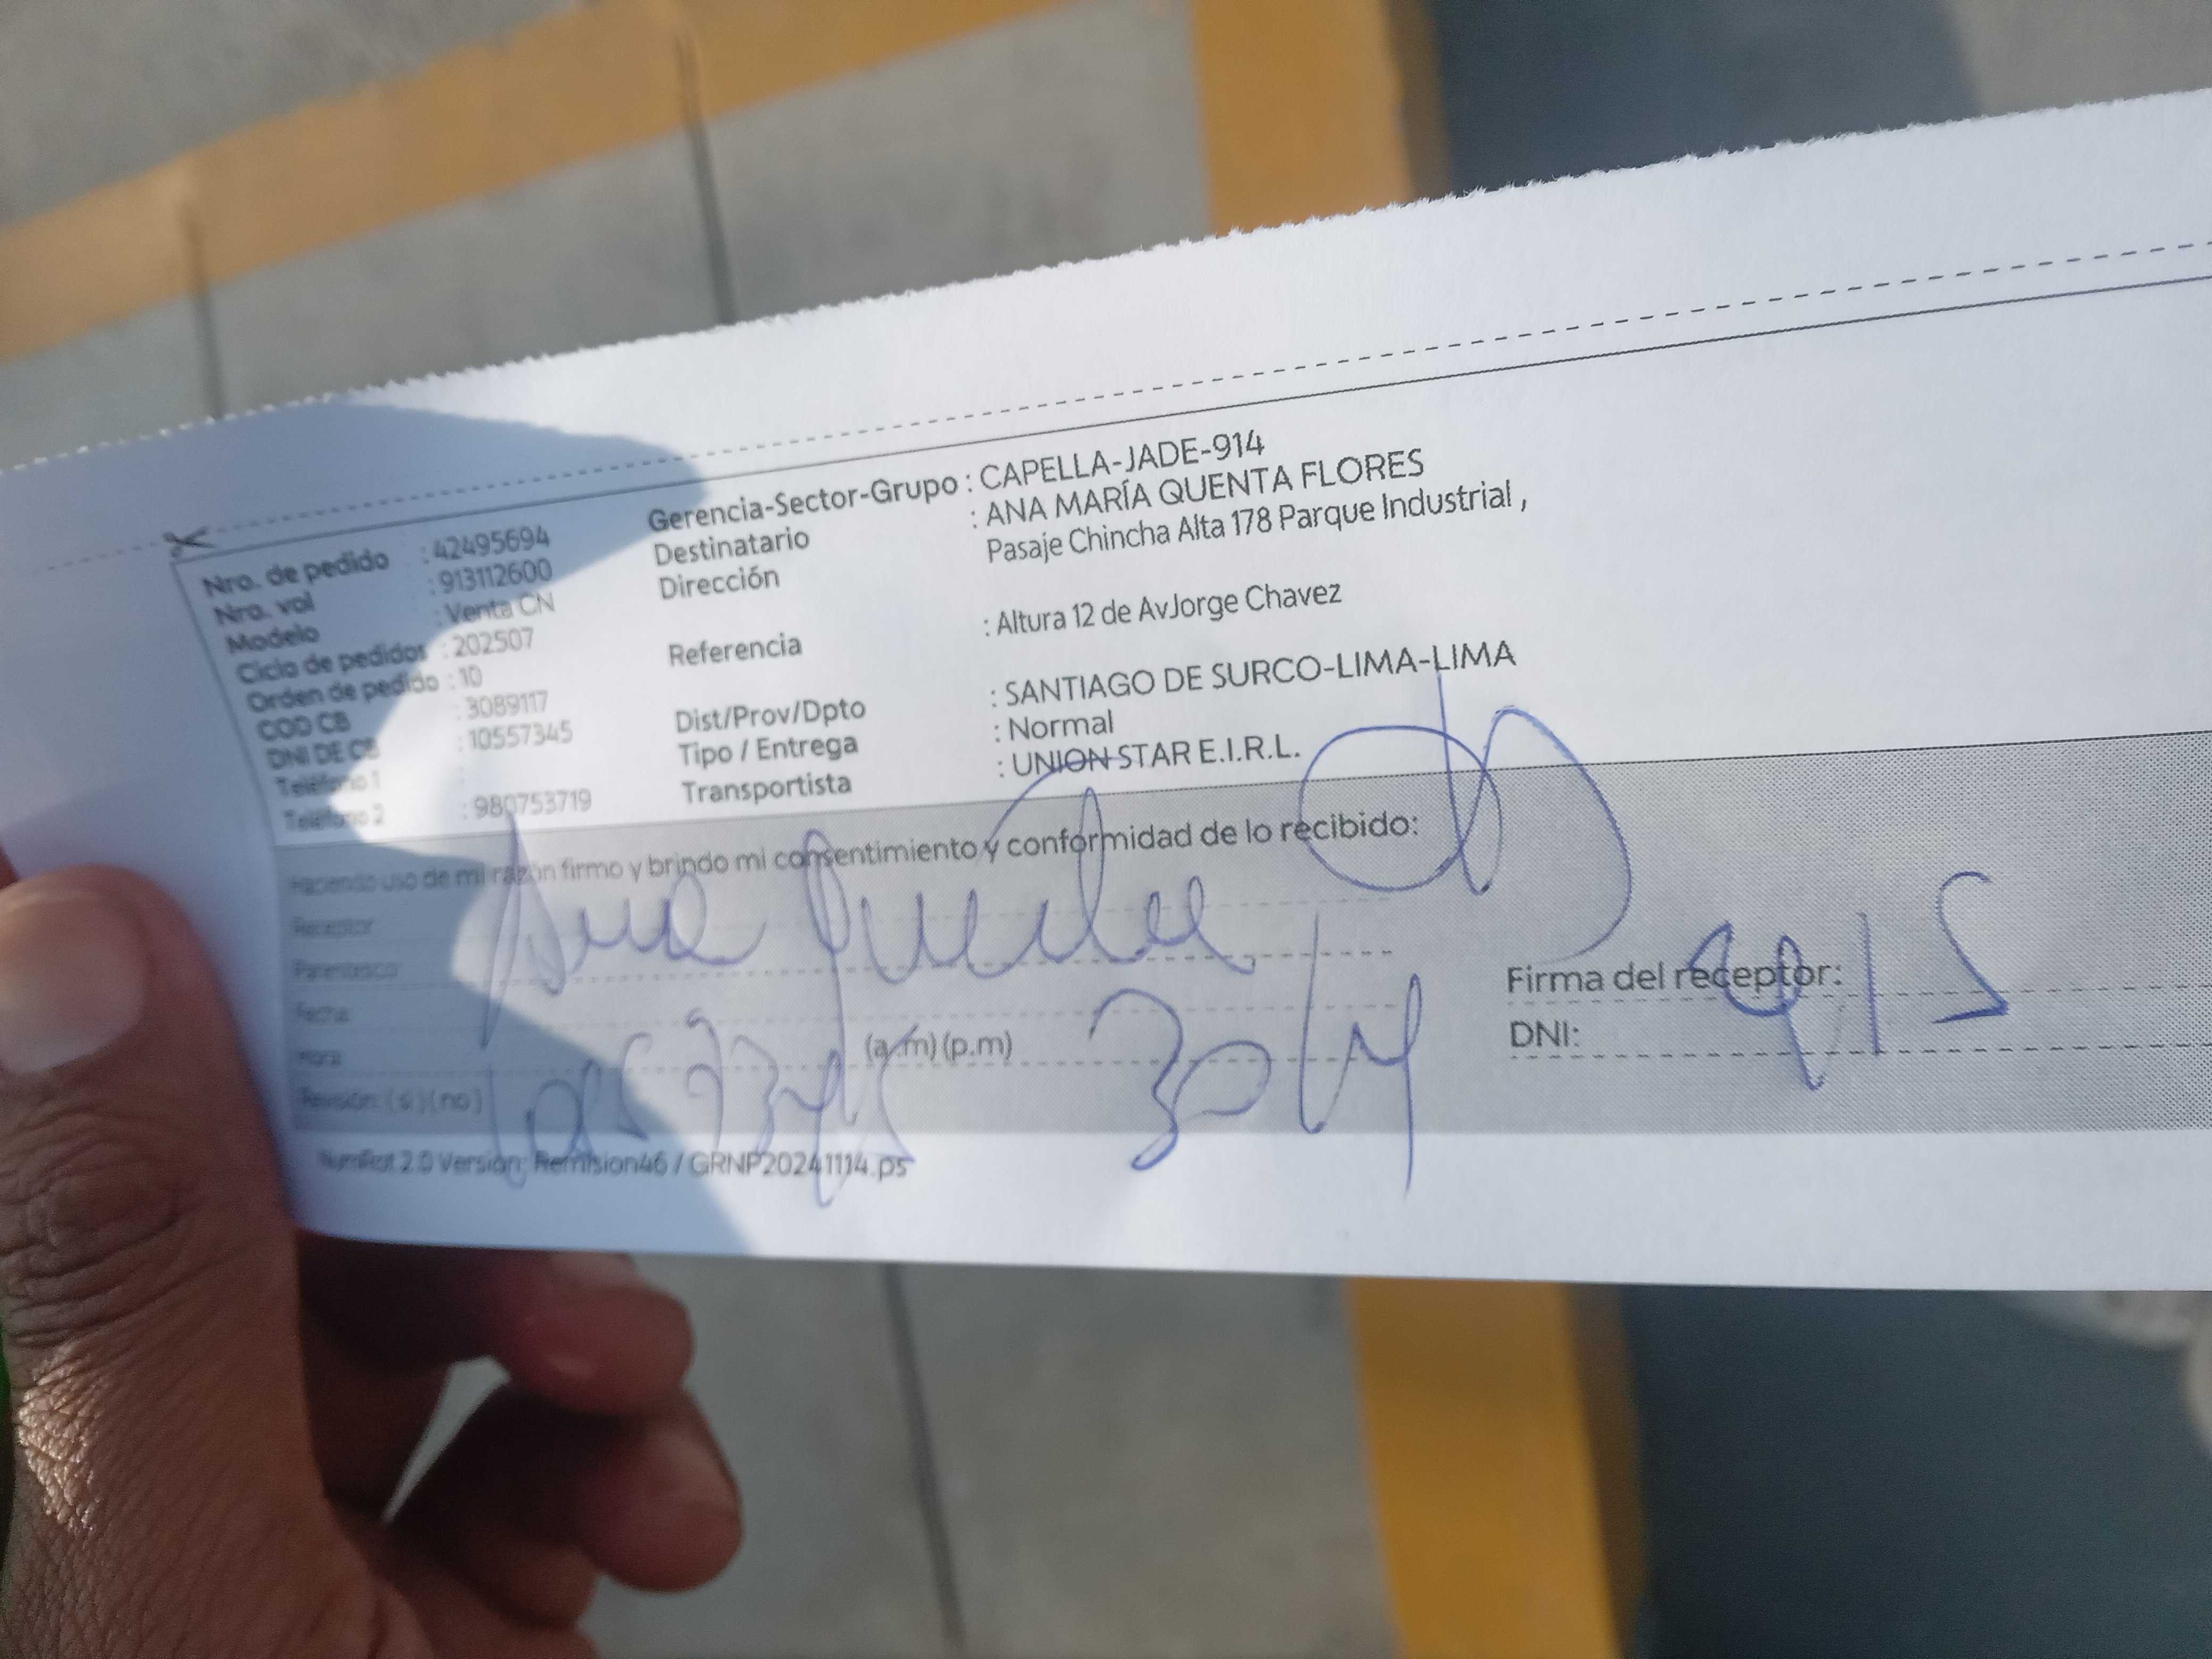 Nro. de pedido : 42495694
Nro. vol : 913112600
Modelo : Venta CN
Ciclo de pedidos : 202507
Orden de pedido : 10
COD CB : 3089117
DNI DE CB : 10557345
Teléfono 1 :
Teléfono 2 : 980753719
Gerencia-Sector-Grupo : CAPELLA-JADE-914
Destinatario : ANA MARÍA QUENTA FLORES
Dirección Pasaje Chincha Alta 178 Parque Industrial ,
Referencia : Altura 12 de AvJorge Chavez
Dist/Prov/Dpto : SANTIAGO DE SURCO-LIMA-LIMA
Tipo / Entrega : Normal
Transportista : UNION STAR E.I.R.L.
Haciendo uso de mi razón firmo y brindo mi consentimiento y conformidad de lo recibido:
Receptor Ana Quenta
Parentesco
Fecha
Hora (a.m) (p.m)
Revisión: ( si ) ( no )
30/4
Firma del receptor:
DNI:
2.0 Version: Remision46 / GRNP20241114.ps